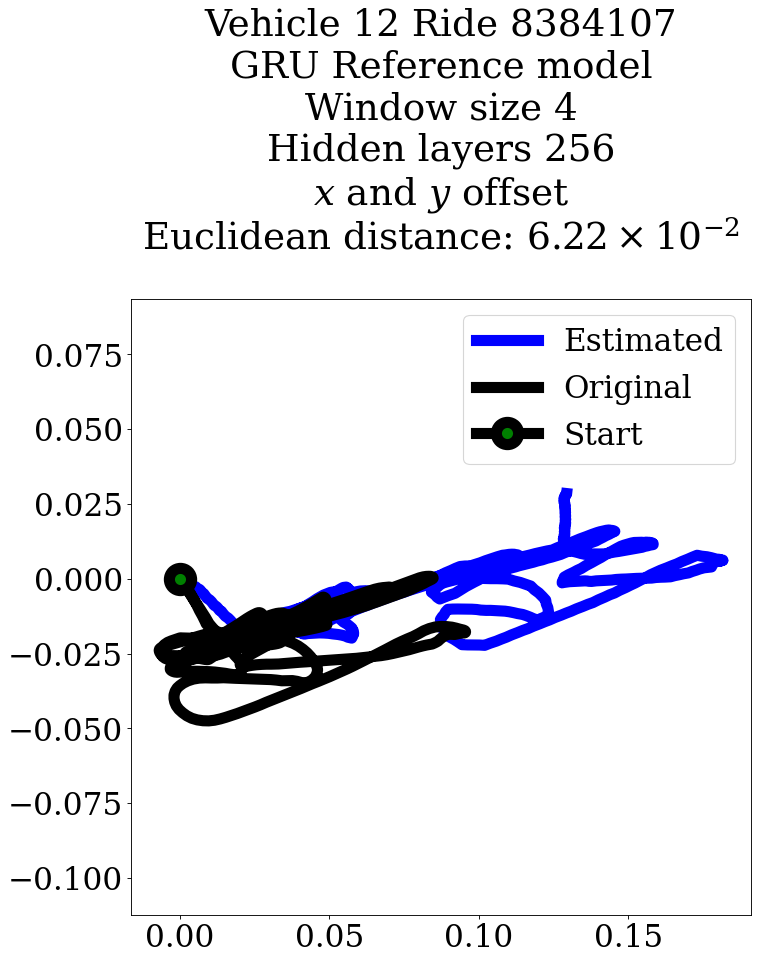 Vehicle 12 Ride 8384107
GRU Reference model
Window size 4
Hidden layers 256
x and y offset
Euclidean distance: 6.22 × 10⁻²
Estimated
Original
Start
0.075
0.050
0.025
0.000
−0.025
−0.050
−0.075
−0.100
0.00 0.05 0.10 0.15